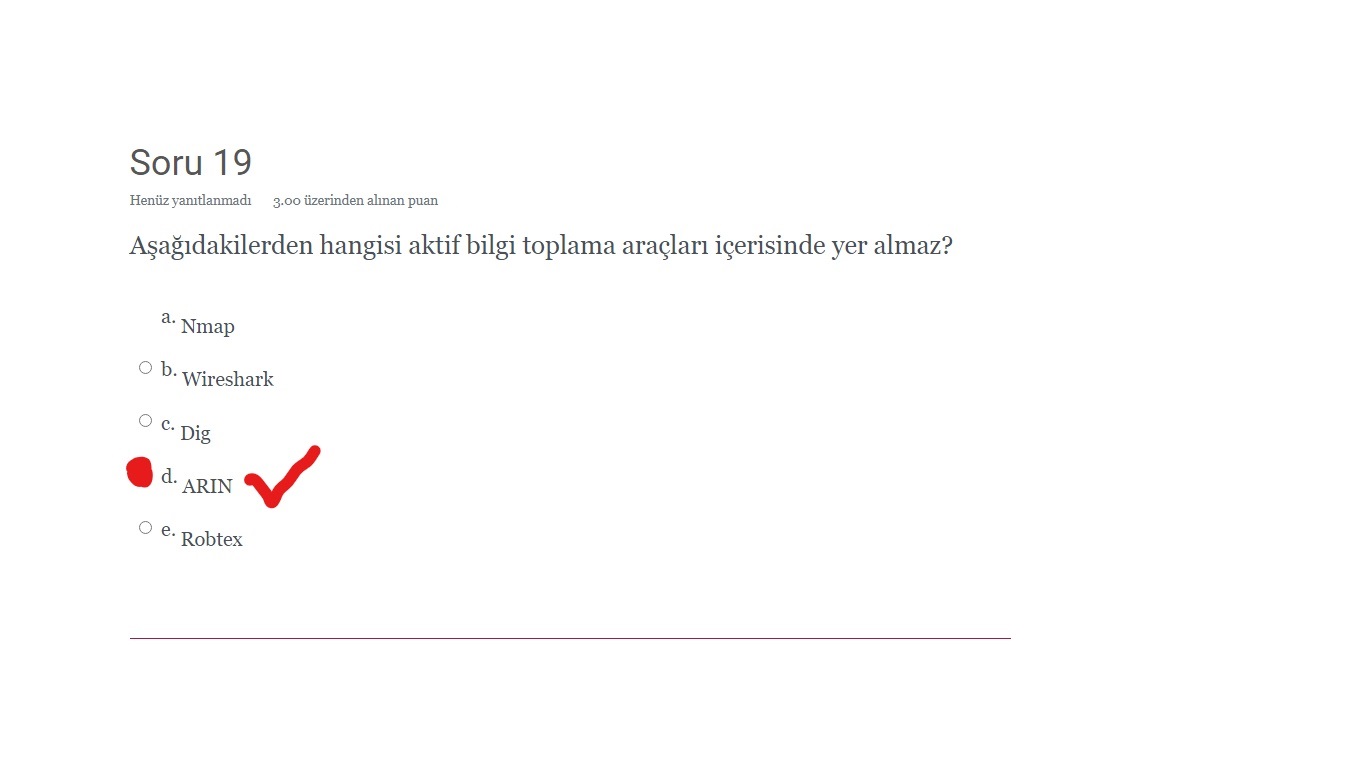 Soru 19
Henüz yanıtlanmadı 3.00 üzerinden alınan puan
Aşağıdakilerden hangisi aktif bilgi toplama araçları içerisinde yer almaz?
a. Nmap
b. Wireshark
c. Dig
d. ARIN
e. Robtex